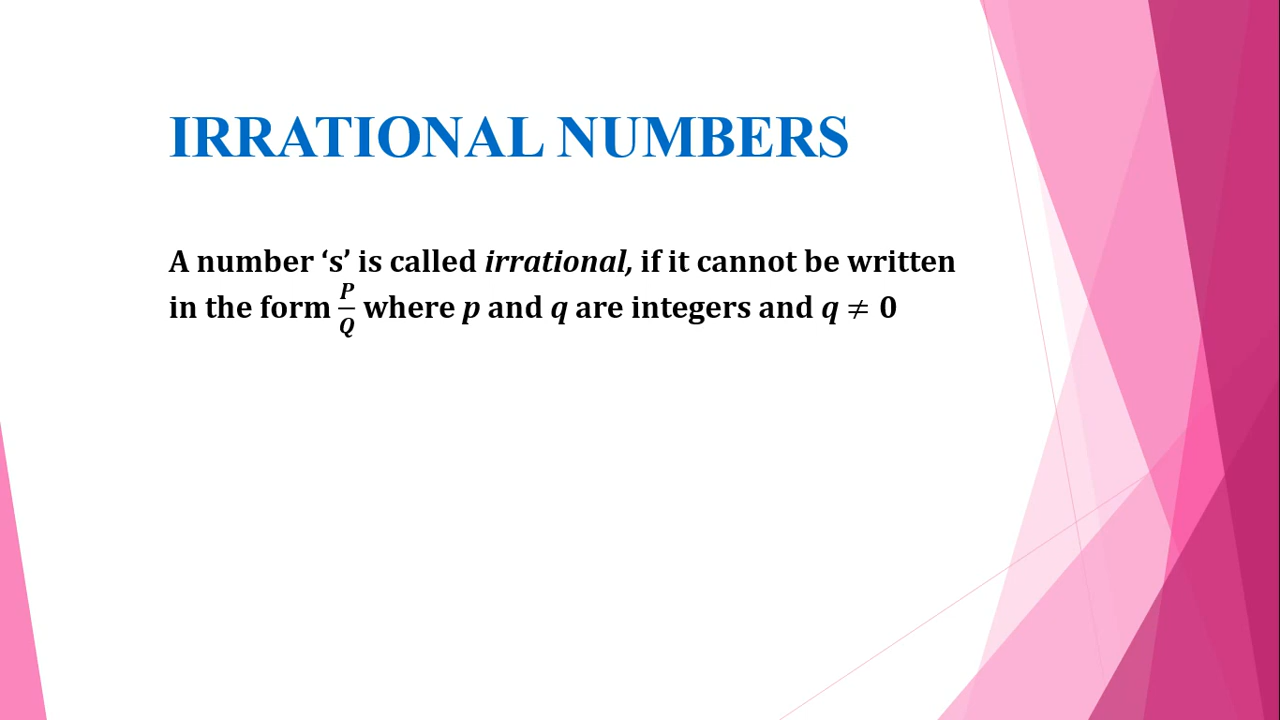 IRRATIONAL NUMBERS
A number ‘s’ is called irrational, if it cannot be written
in the form P/Q where p and q are integers and q ≠ 0